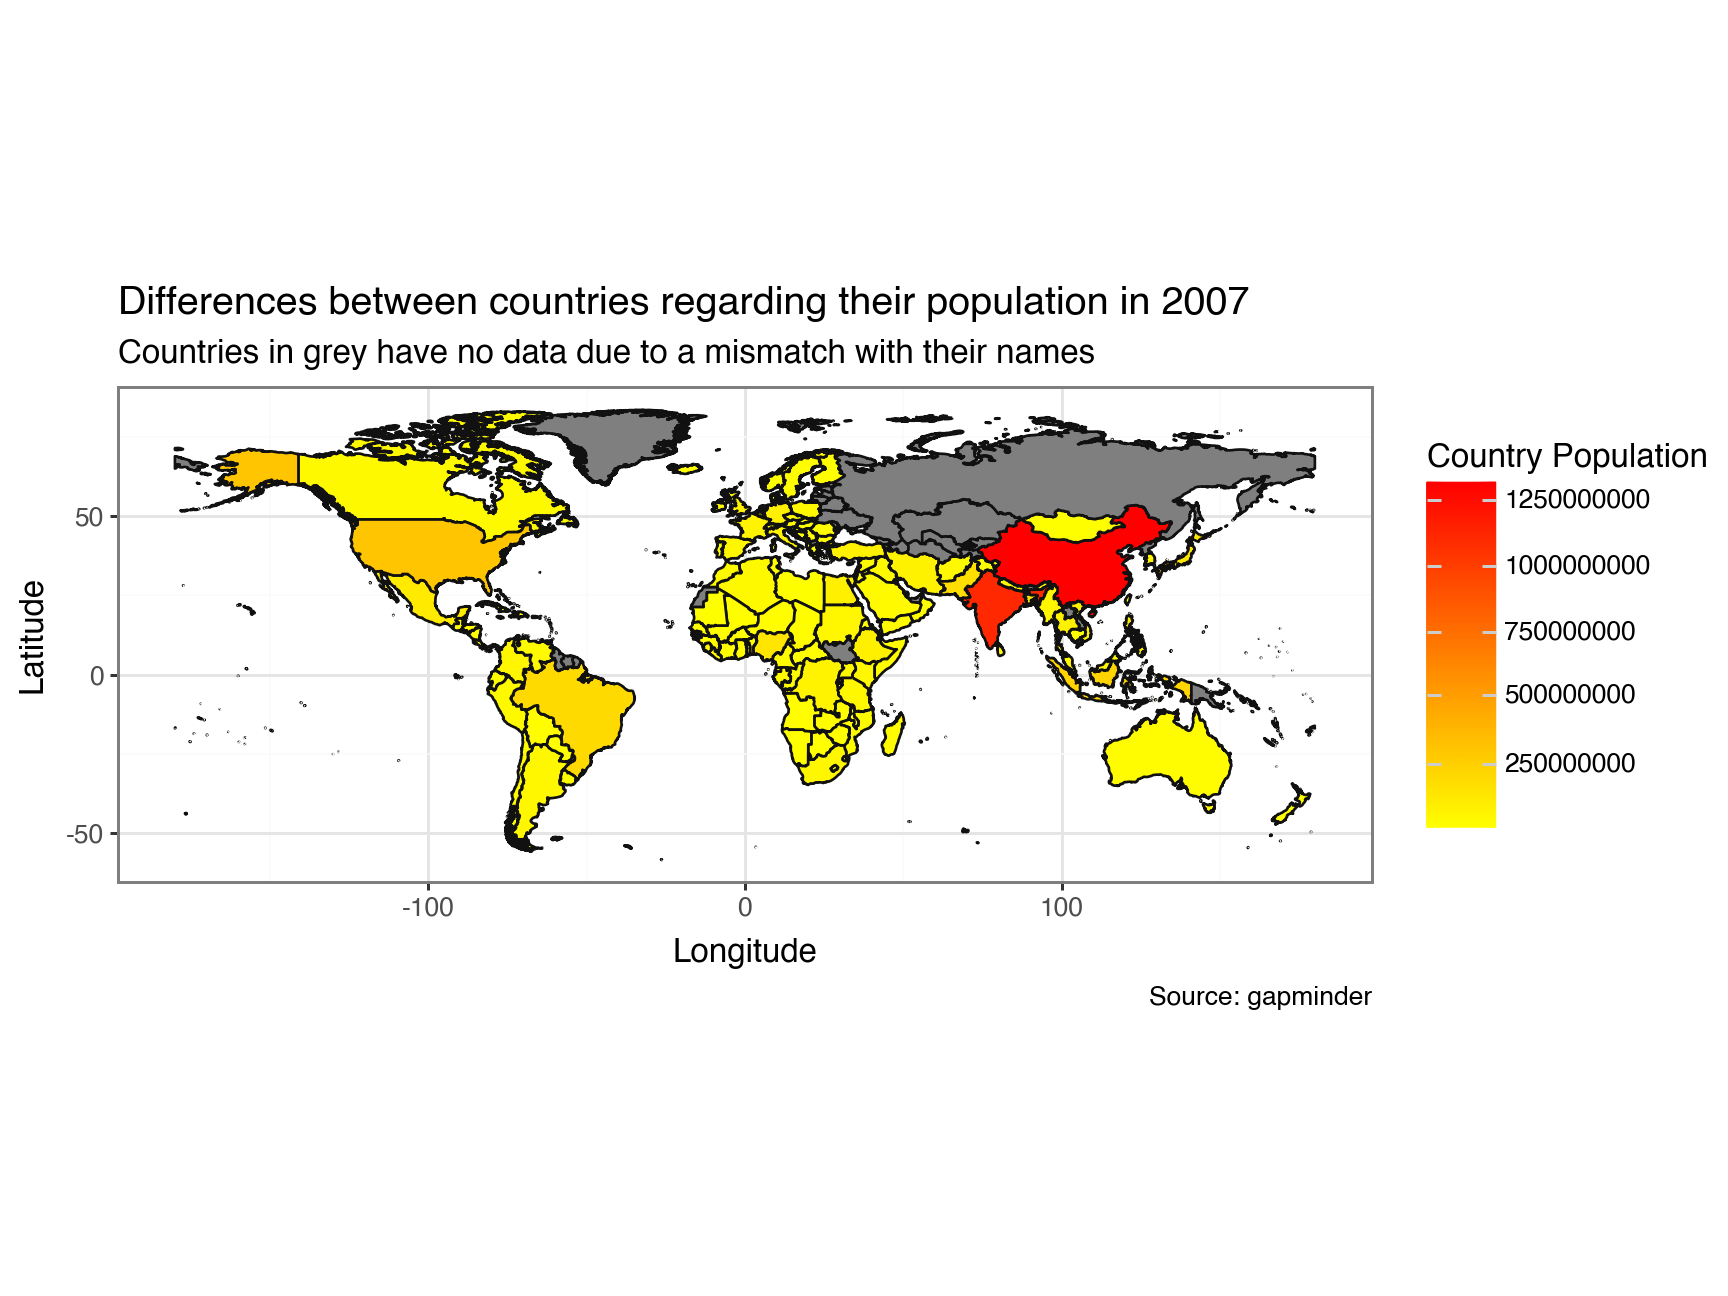 Differences between countries regarding their population in 2007
Countries in grey have no data due to a mismatch with their names
Country Population
1250000000
1000000000
750000000
500000000
250000000
Latitude
50
0
-50
-100
0
100
Longitude
Source: gapminder